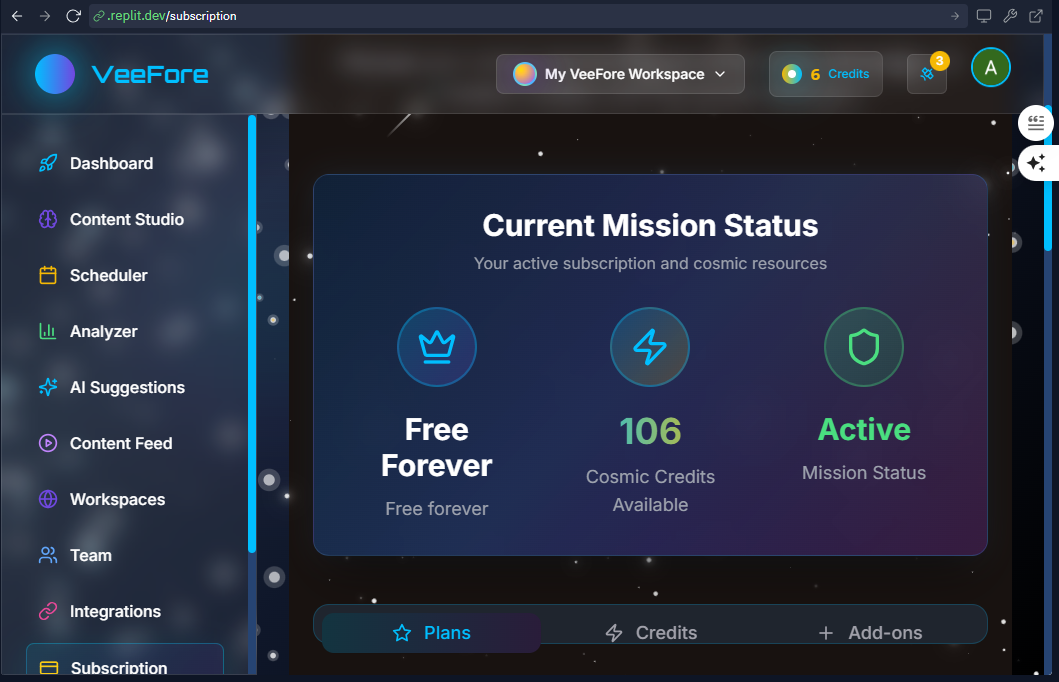 .replit.dev/subscription
VeeFore
My VeeFore Workspace
6 Credits
3
A
Dashboard
Content Studio
Scheduler
Analyzer
AI Suggestions
Content Feed
Workspaces
Team
Integrations
Subscription
Current Mission Status
Your active subscription and cosmic resources
Free
Forever
Free forever
106
Cosmic Credits
Available
Active
Mission Status
Plans
Credits
Add-ons